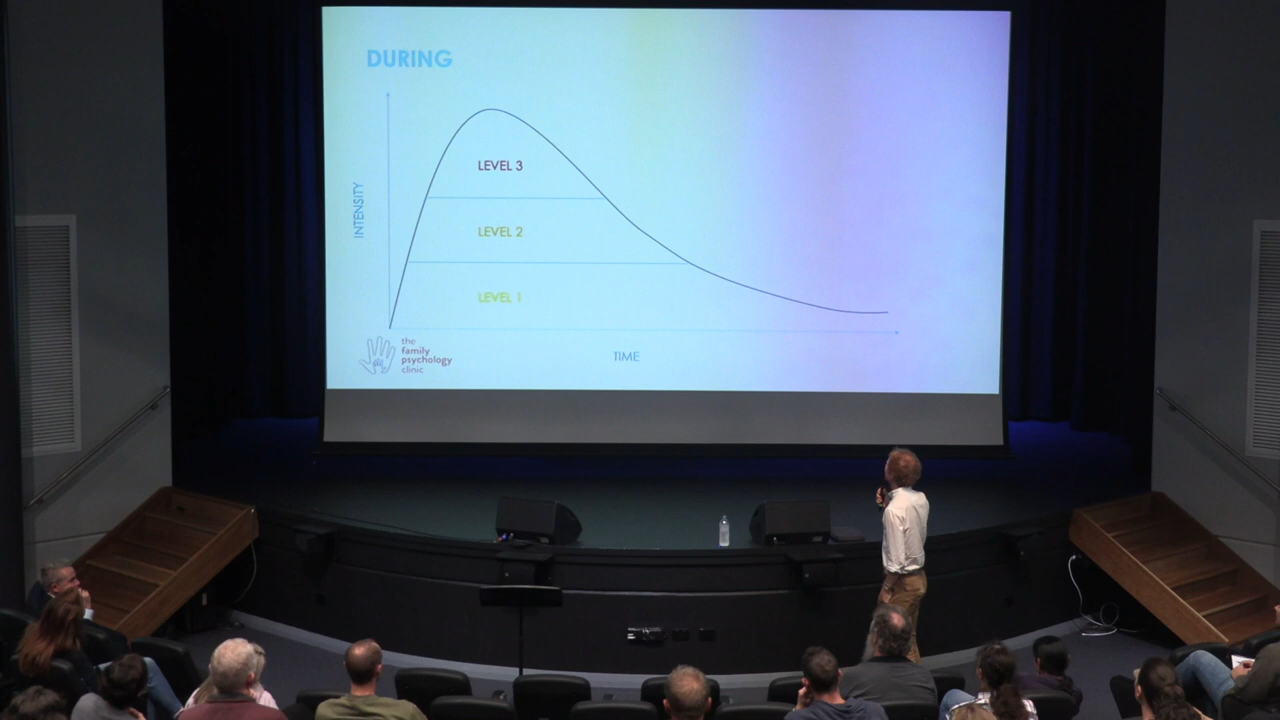 DURING
LEVEL 3
INTENSITY
LEVEL 2
LEVEL 1
the
family
psychology
clinic
TIME